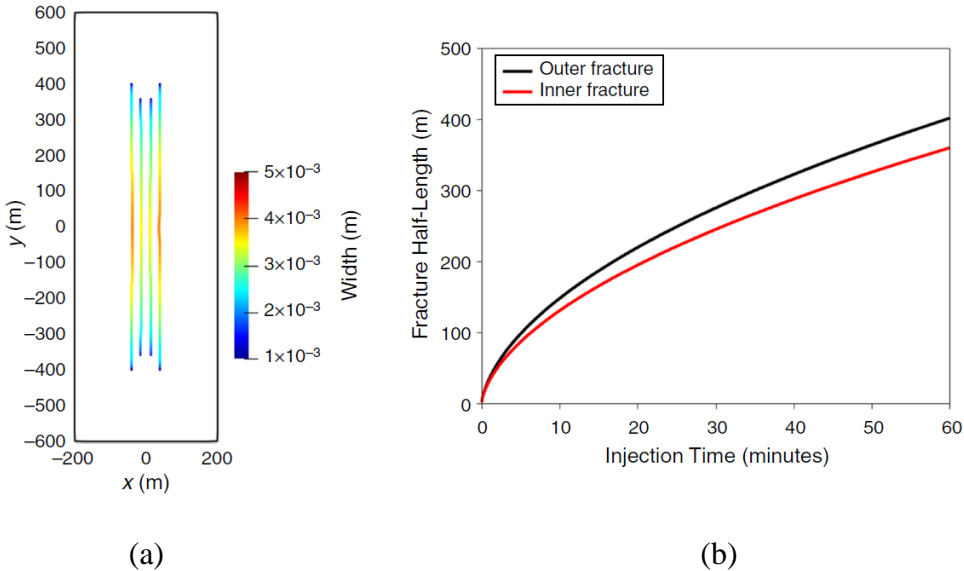 600
500
400
300
200
100
0
−100
−200
−300
−400
−500
−600
y (m)
−200 0 200
x (m)
5×10⁻³
4×10⁻³
3×10⁻³
2×10⁻³
1×10⁻³
Width (m)
(a)
500
400
300
200
100
0
Fracture Half-Length (m)
Outer fracture
Inner fracture
0 10 20 30 40 50 60
Injection Time (minutes)
(b)